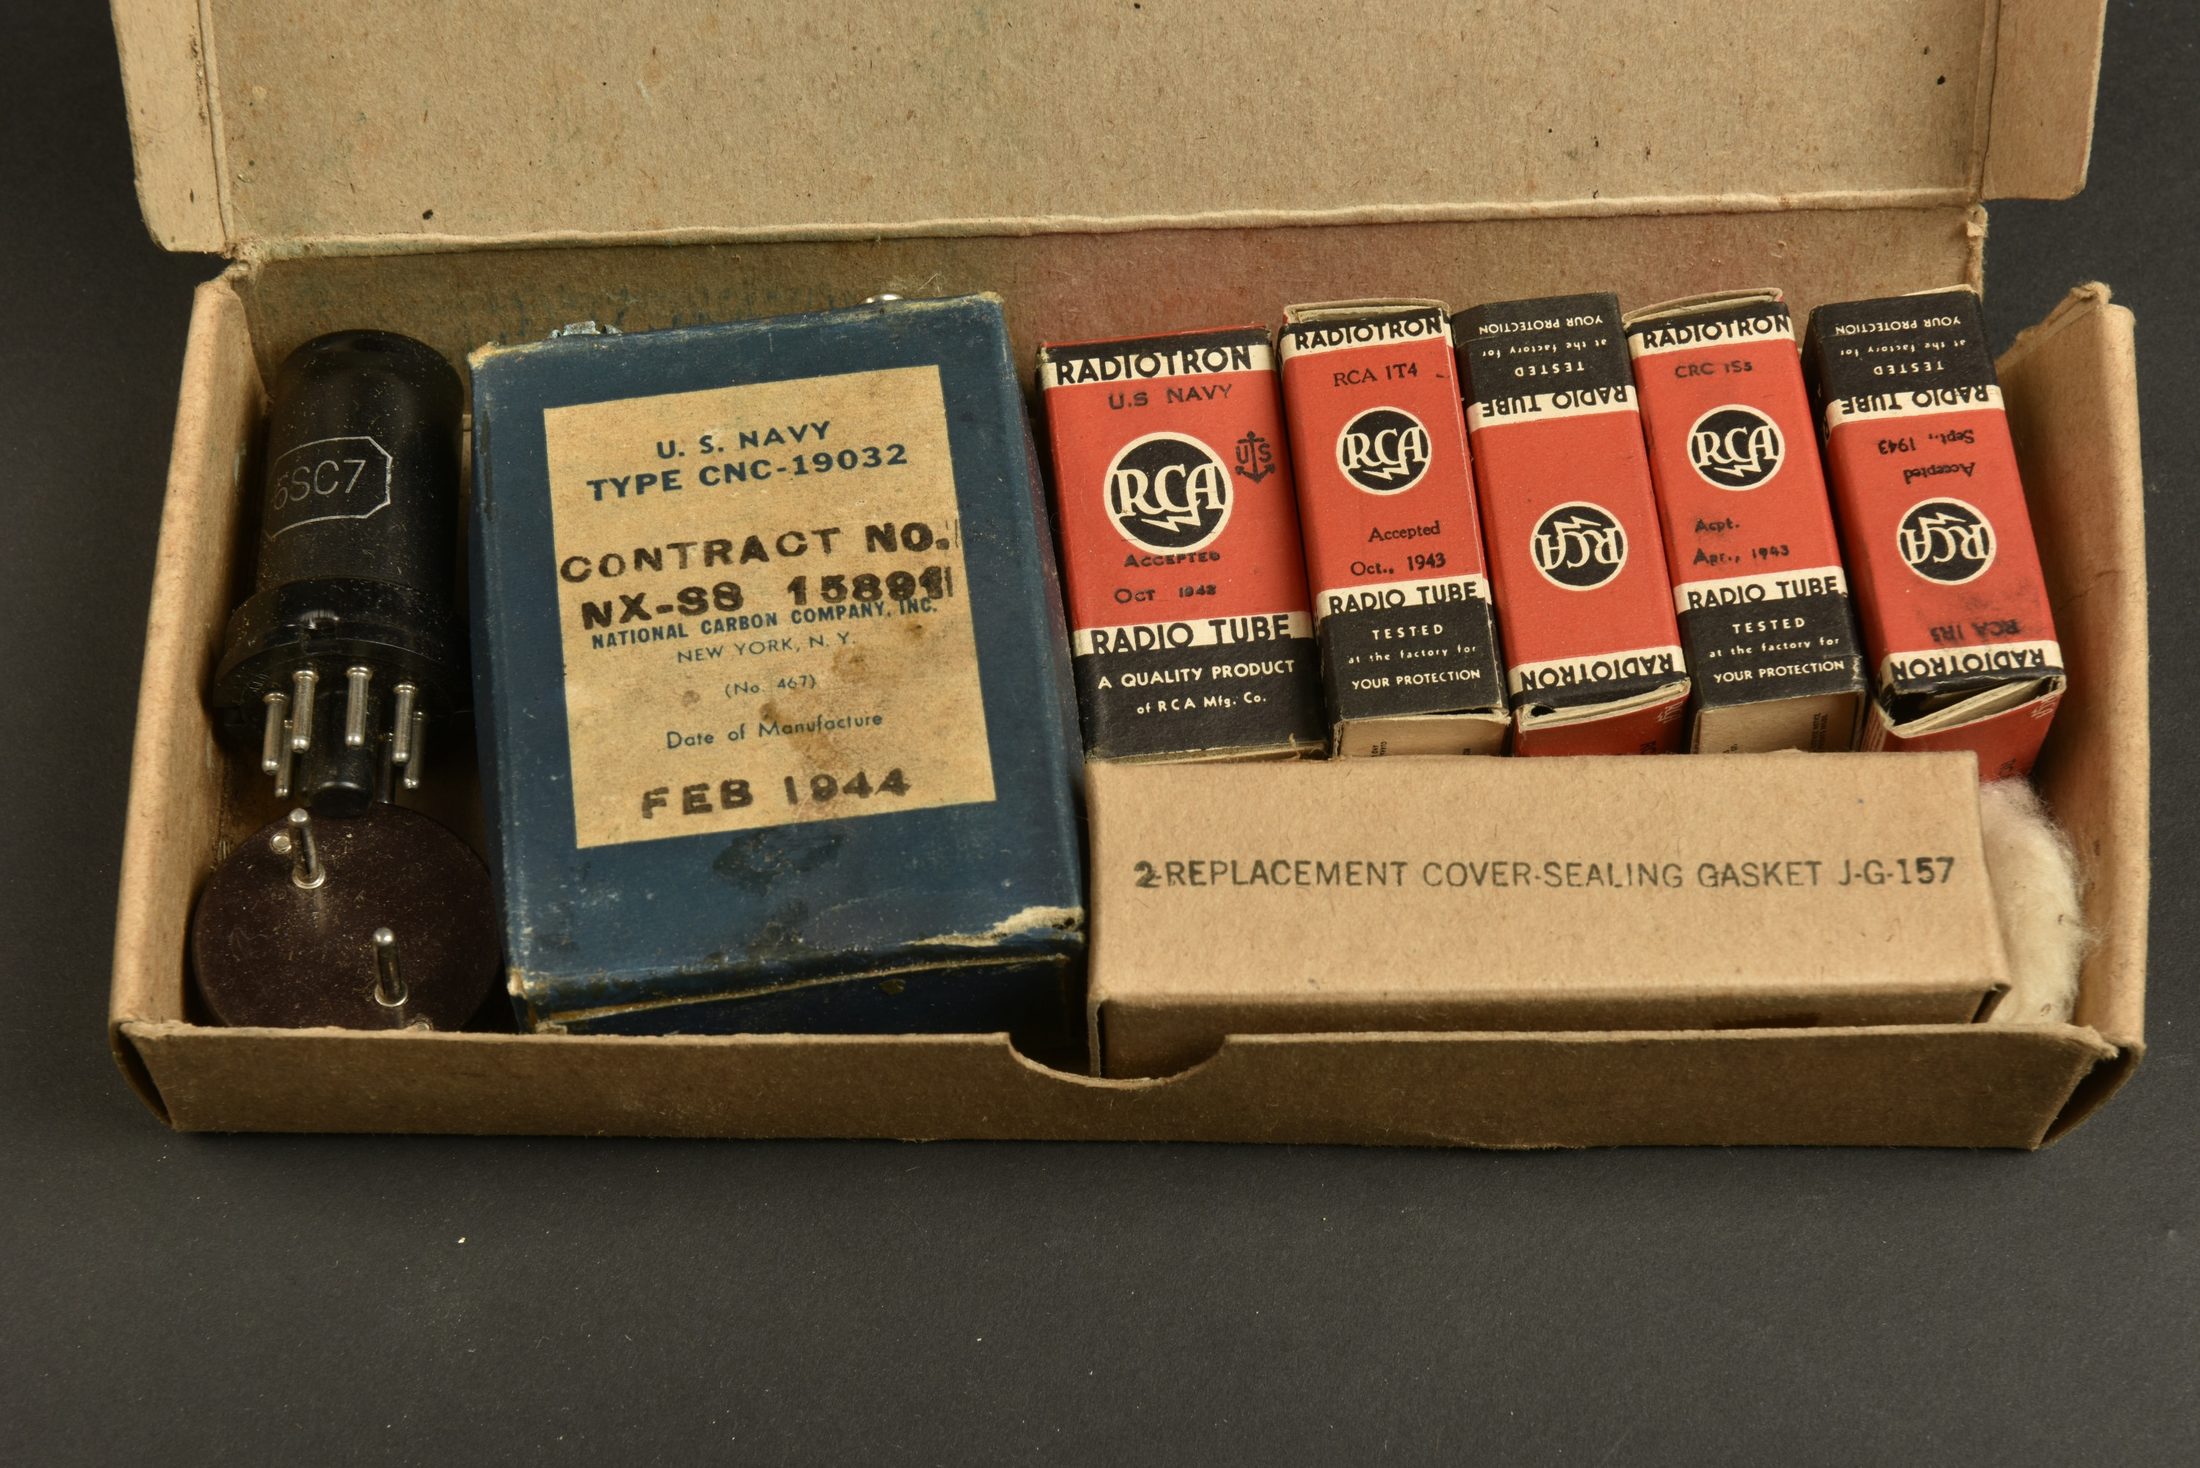 6SC7
U. S. NAVY
TYPE CNC-19032
CONTRACT NO.
NX-SS 15891
NATIONAL CARBON COMPANY, INC.
NEW YORK, N. Y.
(No. 467)
Date of Manufacture
FEB 1944
RADIOTRON
U.S NAVY
RCA
U S
ACCEPTED
OCT
RADIO TUBE
A QUALITY PRODUCT
of RCA Mfg. Co.
RADIOTRON
RCA 1T4
RCA
Accepted
Oct., 1943
RADIO TUBE
TESTED
at the factory for
YOUR PROTECTION
RADIOTRON
RCA
RADIO TUBE
TESTED
at the factory for
YOUR PROTECTION
RADIOTRON
CRC 1S5
RCA
Acpt.
Apr., 1943
RADIO TUBE
TESTED
at the factory for
YOUR PROTECTION
RADIOTRON
RCA 1R5
RCA
Accepted
Sept., 1943
RADIO TUBE
TESTED
at the factory for
YOUR PROTECTION
2-REPLACEMENT COVER-SEALING GASKET J-G-157